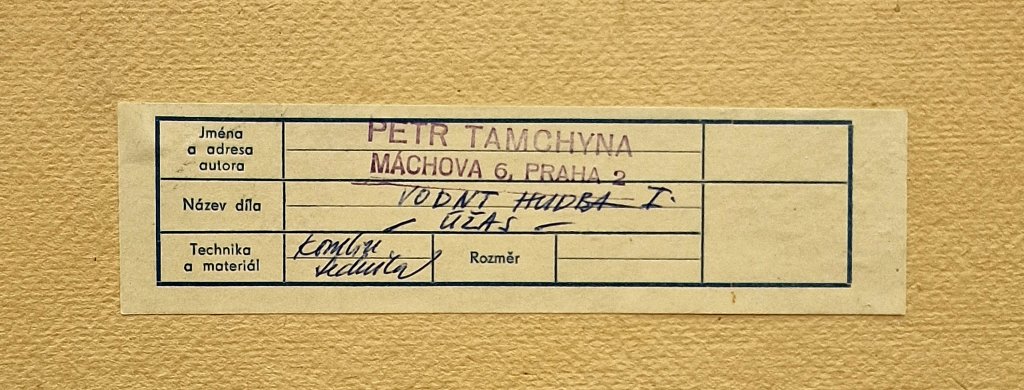 Jména
a adresa
autora
PETR TAMCHYNA
MÁCHOVA 6, PRAHA 2
Název díla
VODNÍ HUDBA I.
— ÚŽAS —
Technika
a materiál
Kombin
technika
Rozměr